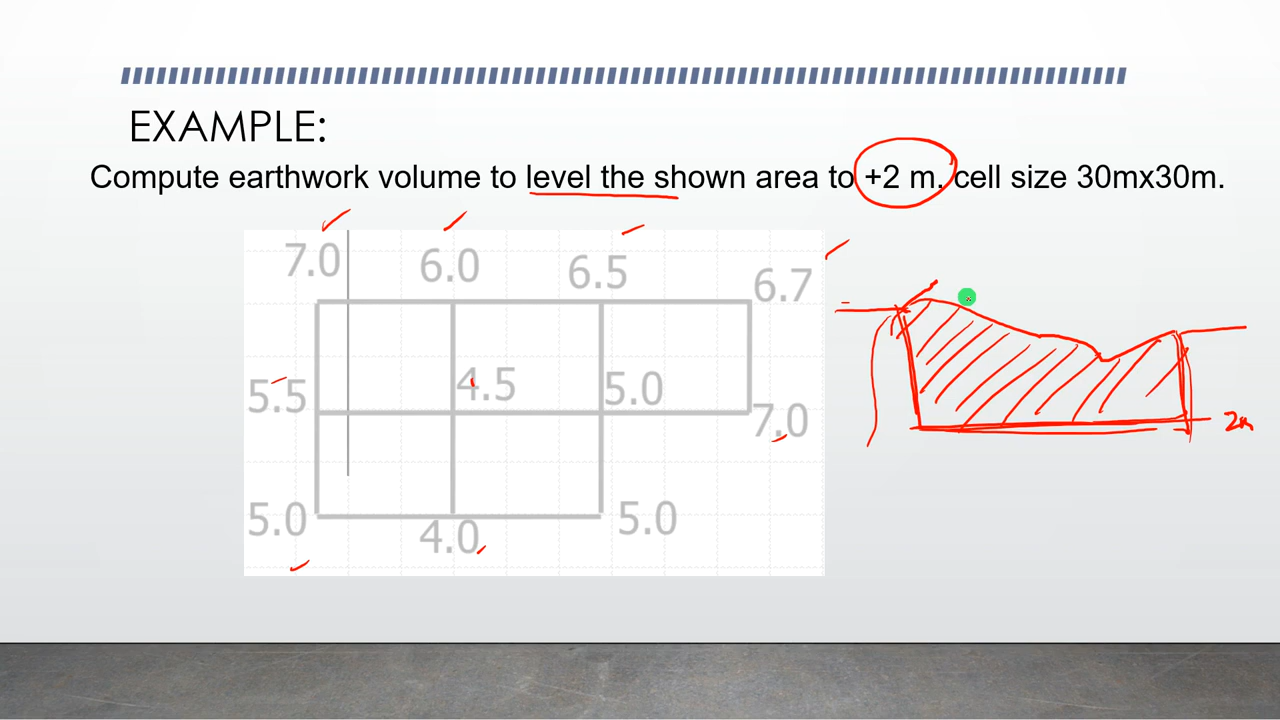 EXAMPLE:
Compute earthwork volume to level the shown area to +2 m. cell size 30mx30m.
7.0 6.0 6.5 6.7
5.5 4.5 5.0 7.0
5.0 4.0 5.0
2m